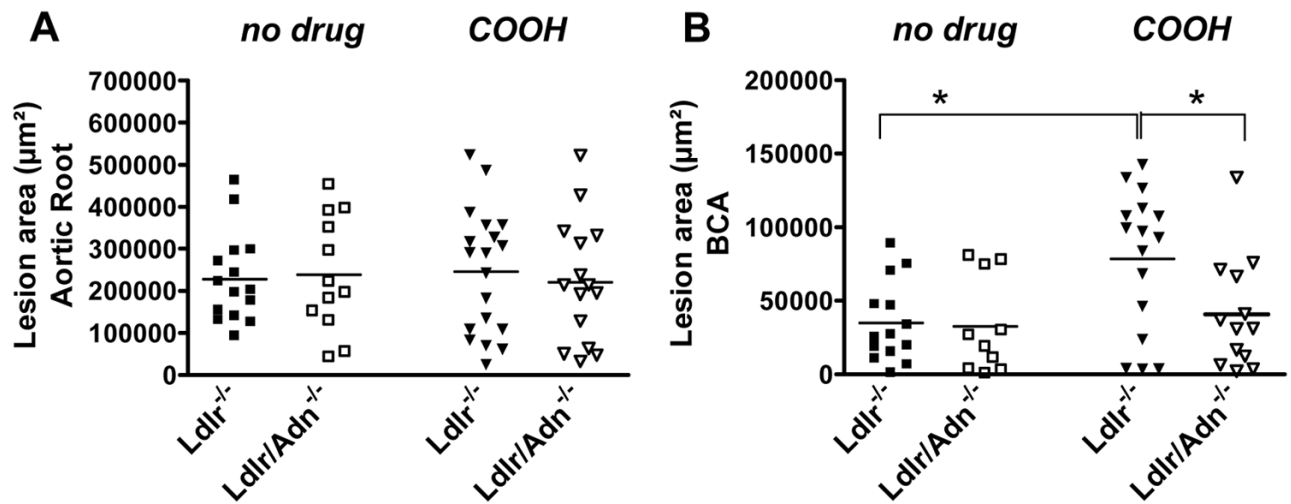 A
no drug
COOH
Lesion area (µm²)
Aortic Root
700000
600000
500000
400000
300000
200000
100000
0
Ldlr-/-
Ldlr/Adn-/-
Ldlr-/-
Ldlr/Adn-/-
B
no drug
COOH
Lesion area (µm²)
BCA
200000
150000
100000
50000
0
*
*
Ldlr-/-
Ldlr/Adn-/-
Ldlr-/-
Ldlr/Adn-/-